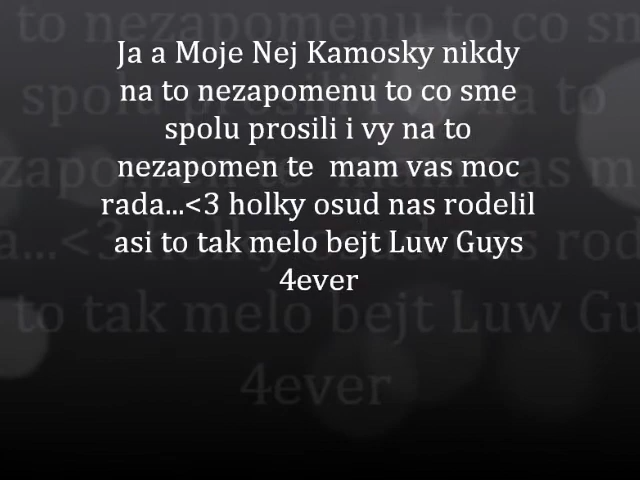 Ja a Moje Nej Kamosky nikdy
na to nezapomenu to co sme
spolu prosili i vy na to
nezapomen te  mam vas moc
rada...<3 holky osud nas rodelil
asi to tak melo bejt Luw Guys
4ever